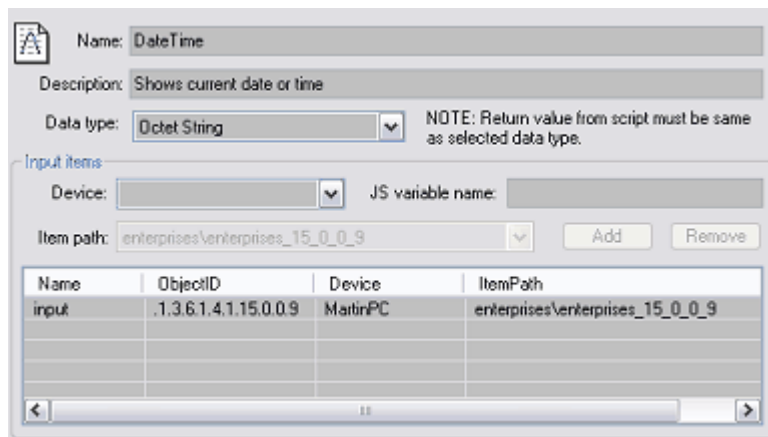 Name: DateTime
Description: Shows current date or time
Data type: Octet String NOTE: Return value from script must be same
as selected data type.
Input items
Device: JS variable name:
Item path: enterprises\enterprises_15_0_0_9 Add Remove
Name ObjectID Device ItemPath
input .1.3.6.1.4.1.15.0.0.9 MartinPC enterprises\enterprises_15_0_0_9